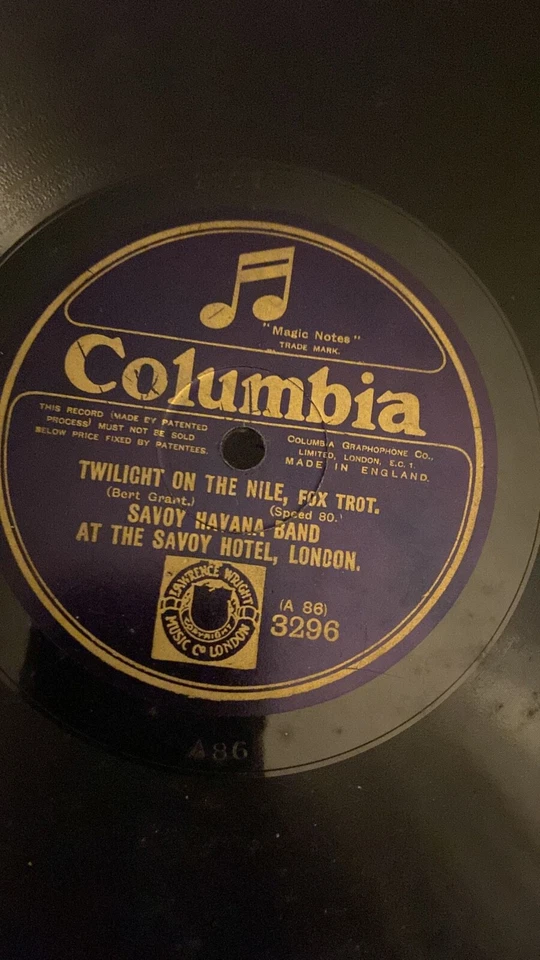 "Magic Notes"
TRADE MARK.
Columbia
THIS RECORD (MADE BY PATENTED
PROCESS) MUST NOT BE SOLD
BELOW PRICE FIXED BY PATENTEES.
COLUMBIA GRAPHOPHONE CO.,
LIMITED, LONDON, E.C. 1.
MADE IN ENGLAND.
TWILIGHT ON THE NILE, FOX TROT.
(Bert Grant.) (Speed 80.)
SAVOY HAVANA BAND
AT THE SAVOY HOTEL, LONDON.
LAWRENCE WRIGHT
COPYRIGHT
MUSIC Co LONDON
(A 86)
3296
A86